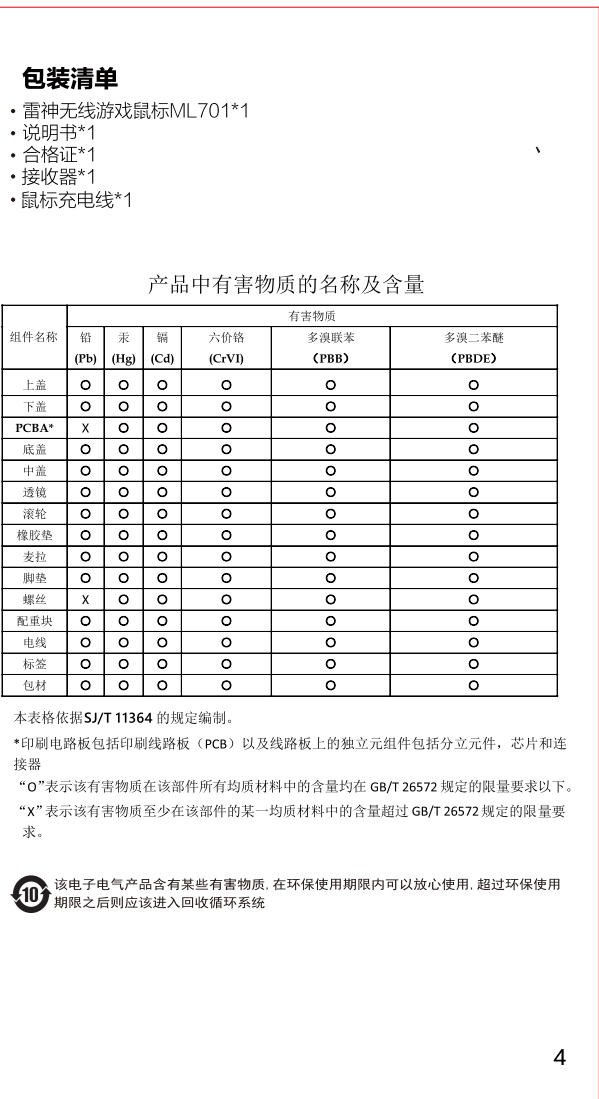 包装清单
• 雷神无线游戏鼠标ML701*1
• 说明书*1
• 合格证*1
• 接收器*1
• 鼠标充电线*1
、
产品中有害物质的名称及含量
组件名称 有害物质
铅 (Pb) 汞 (Hg) 镉 (Cd) 六价铬 (CrVI) 多溴联苯 （PBB） 多溴二苯醚 （PBDE）
上盖 O O O O O O
下盖 O O O O O O
PCBA* X O O O O O
底盖 O O O O O O
中盖 O O O O O O
透镜 O O O O O O
滚轮 O O O O O O
橡胶垫 O O O O O O
麦拉 O O O O O O
脚垫 O O O O O O
螺丝 X O O O O O
配重块 O O O O O O
电线 O O O O O O
标签 O O O O O O
包材 O O O O O O
本表格依据SJ/T 11364 的规定编制。
*印刷电路板包括印刷线路板（PCB）以及线路板上的独立元组件包括分立元件，芯片和连
接器
“O”表示该有害物质在该部件所有均质材料中的含量均在 GB/T 26572 规定的限量要求以下。
“X”表示该有害物质至少在该部件的某一均质材料中的含量超过 GB/T 26572 规定的限量要
求。
10
该电子电气产品含有某些有害物质, 在环保使用期限内可以放心使用, 超过环保使用
期限之后则应该进入回收循环系统
4